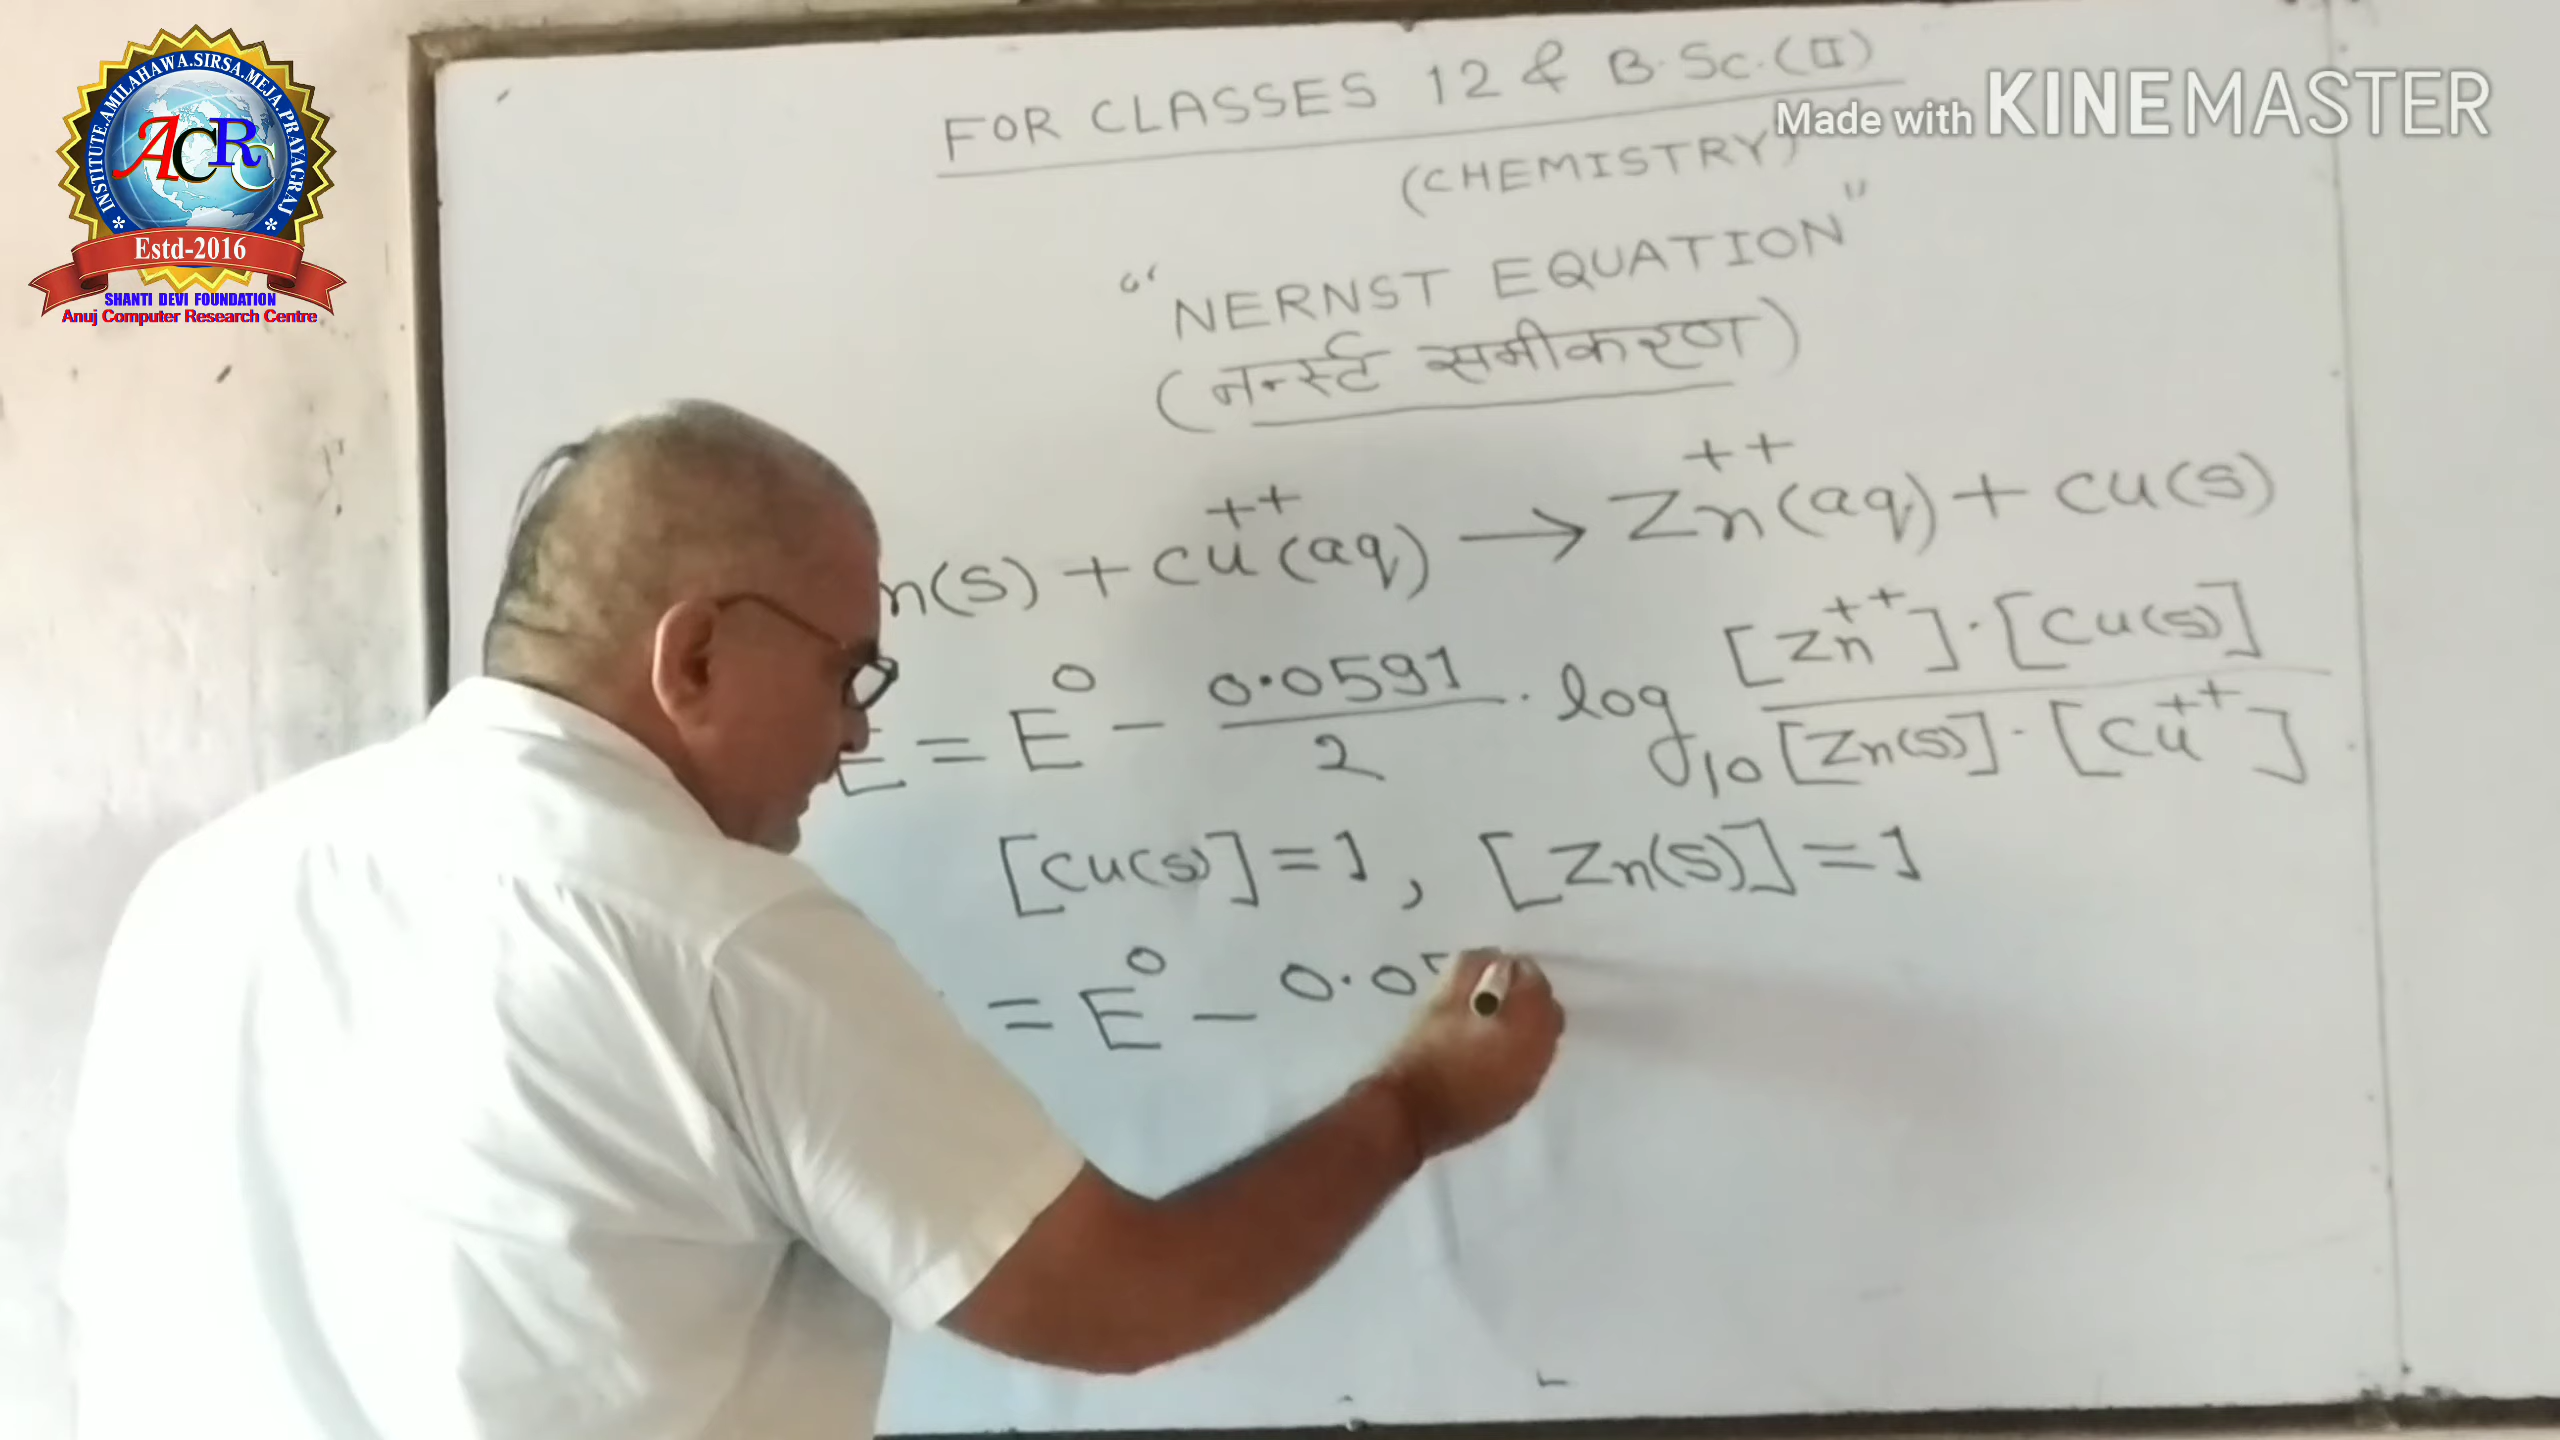 INSTITUTE.AMILAHAWA.SIRSA.MEJA.PRAYAGRAJ
ACRC
Estd-2016
SHANTI DEVI FOUNDATION
Anuj Computer Research Centre
Made with KINEMASTER
FOR CLASSES 12 & B.Sc.(II)
(CHEMISTRY)
"NERNST EQUATION"
(नर्न्स्ट समीकरण)
n(s) + Cu++(aq) → Zn++(aq) + Cu(s)
E = E° - 0.0591/2 . log10 [Zn++].[Cu(s)]/[Zn(s)].[Cu++]
[Cu(s)] = 1, [Zn(s)] = 1
= E° - 0.05